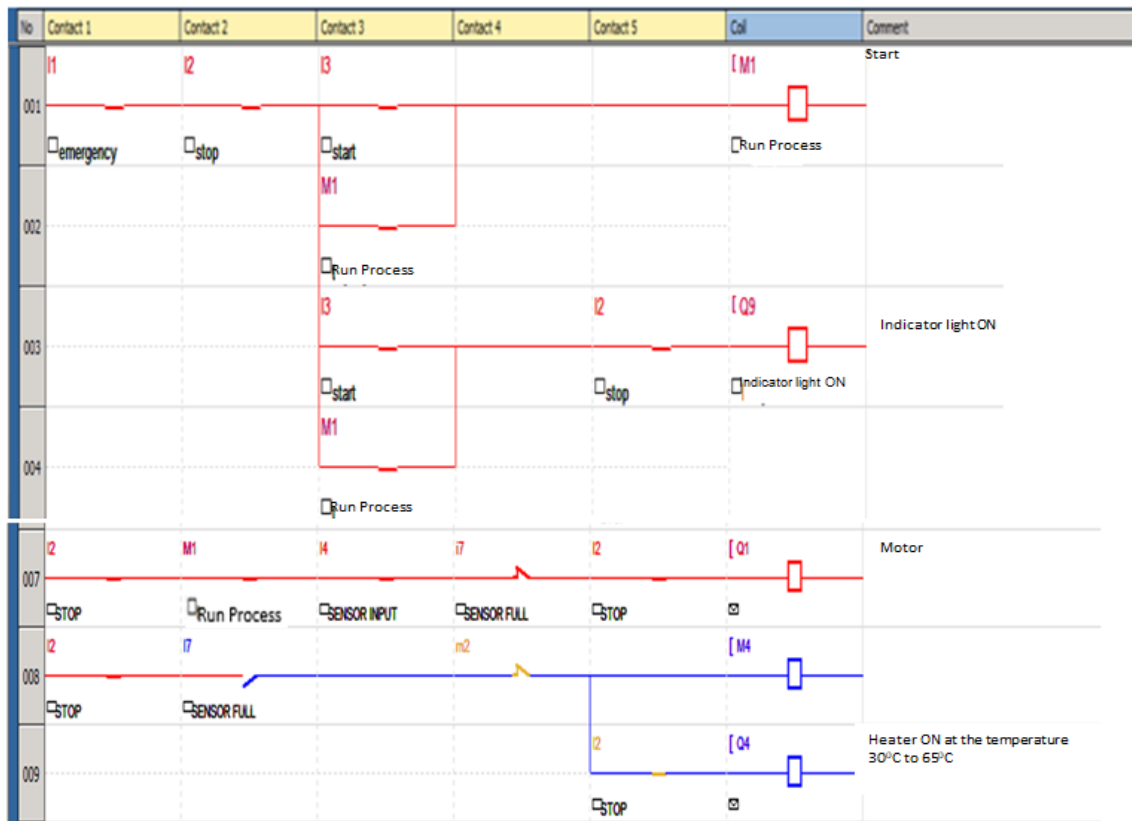 No Contact 1 Contact 2 Contact 3 Contact 4 Contact 5 Coil Comment
I1 I2 I3 [ M1 Start
001
emergency stop start Run Process
M1
002
Run Process
I3 I2 [ Q9
Indicator light ON
003
start stop Indicator light ON
M1
004
Run Process
I2 M1 I4 i7 I2 [ Q1 Motor
007
STOP Run Process SENSOR INPUT SENSOR FULL STOP
I2 I7 m2 [ M4
008
STOP SENSOR FULL
I2 [ Q4 Heater ON at the temperature
30⁰C to 65⁰C
009
STOP